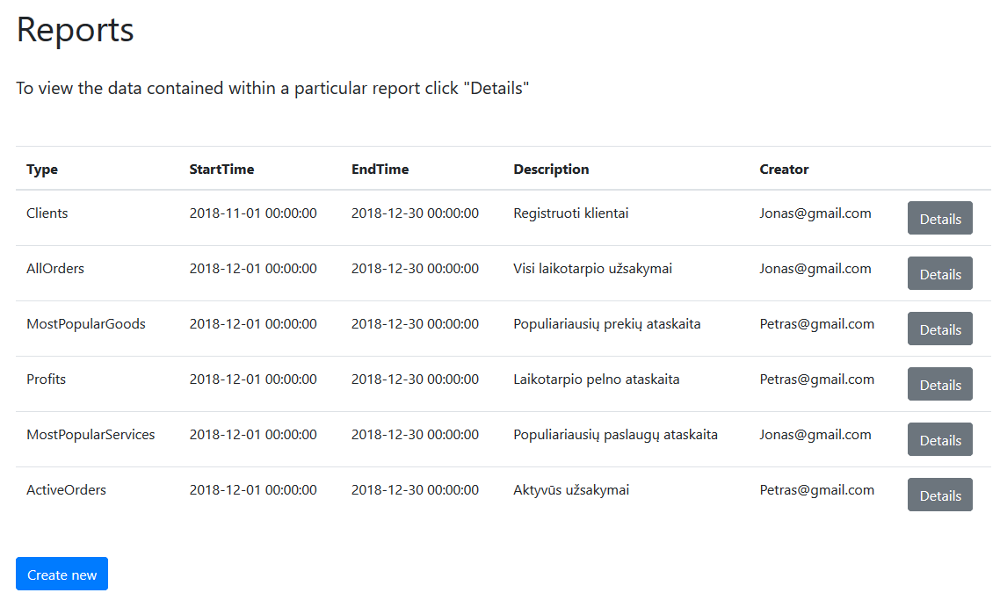 Reports
To view the data contained within a particular report click "Details"
Type StartTime EndTime Description Creator
Clients 2018-11-01 00:00:00 2018-12-30 00:00:00 Registruoti klientai Jonas@gmail.com Details
AllOrders 2018-12-01 00:00:00 2018-12-30 00:00:00 Visi laikotarpio užsakymai Jonas@gmail.com Details
MostPopularGoods 2018-12-01 00:00:00 2018-12-30 00:00:00 Populiariausių prekių ataskaita Petras@gmail.com Details
Profits 2018-12-01 00:00:00 2018-12-30 00:00:00 Laikotarpio pelno ataskaita Petras@gmail.com Details
MostPopularServices 2018-12-01 00:00:00 2018-12-30 00:00:00 Populiariausių paslaugų ataskaita Jonas@gmail.com Details
ActiveOrders 2018-12-01 00:00:00 2018-12-30 00:00:00 Aktyvūs užsakymai Petras@gmail.com Details
Create new